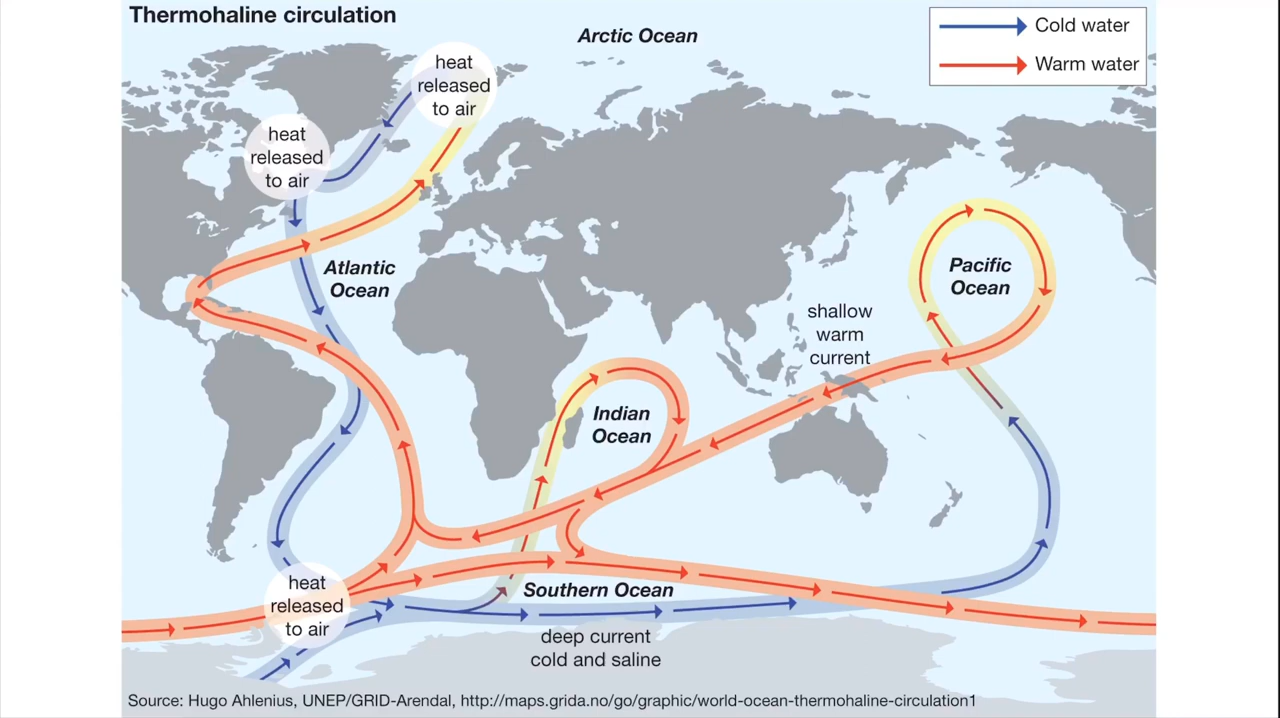 Thermohaline circulation
Arctic Ocean
Cold water
Warm water
heat
released
to air
heat
released
to air
Atlantic
Ocean
Pacific
Ocean
shallow
warm
current
Indian
Ocean
heat
released
to air
Southern Ocean
deep current
cold and saline
Source: Hugo Ahlenius, UNEP/GRID-Arendal, http://maps.grida.no/go/graphic/world-ocean-thermohaline-circulation1